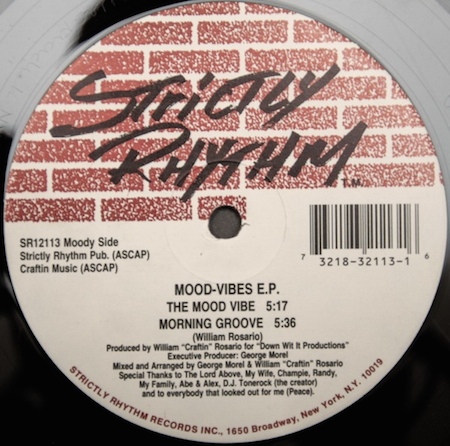 STRICTLY
RHYTHM T.M.
SR12113 Moody Side
Strictly Rhythm Pub. (ASCAP)
Craftin Music (ASCAP)
7 3218-32113-1 6
MOOD-VIBES E.P.
THE MOOD VIBE 5:17
MORNING GROOVE 5:36
(William Rosario)
Produced by William "Craftin" Rosario for "Down Wit It Productions"
Executive Producer: George Morel
Mixed and Arranged by George Morel & William "Craftin" Rosario
Special Thanks to The Lord Above, My Wife, Champie, Randy,
My Family, Abe & Alex, D.J. Tonerock (the creator)
and to everybody that looked out for me (Peace).
STRICTLY RHYTHM RECORDS INC., 1650 Broadway, New York, N.Y. 10019